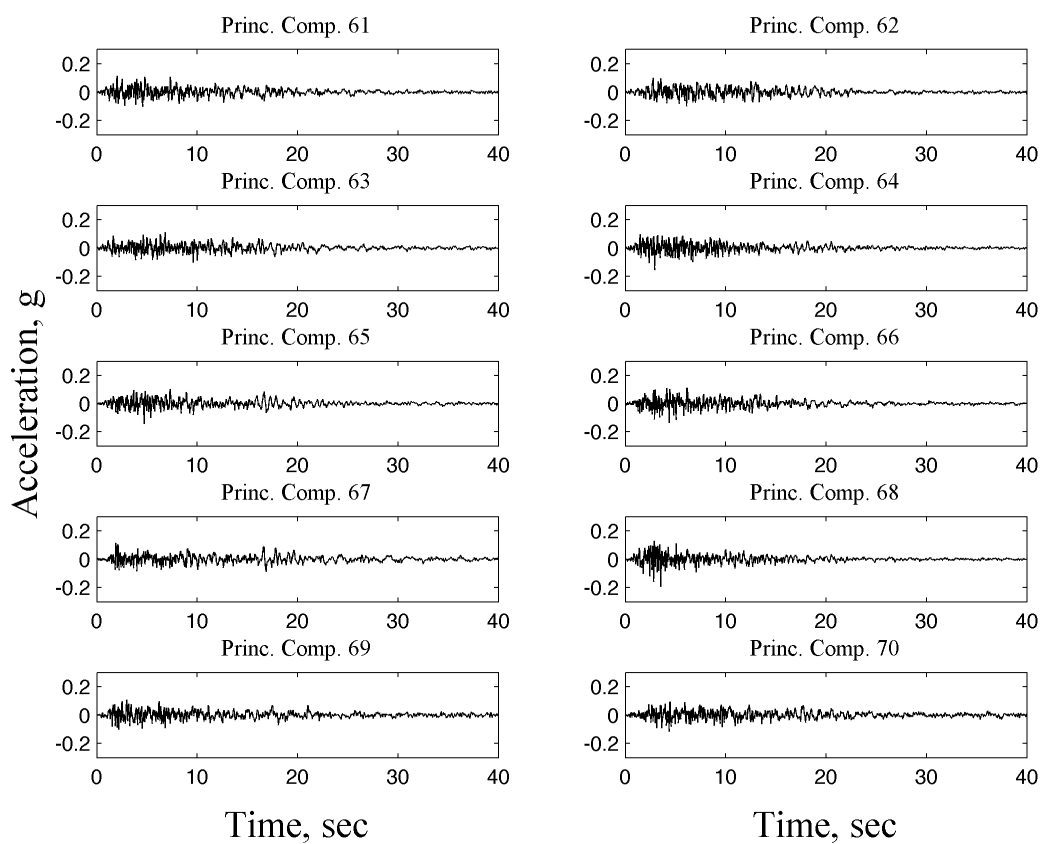 Princ. Comp. 61
0.2
0
-0.2
0 10 20 30 40
Princ. Comp. 62
0.2
0
-0.2
0 10 20 30 40
Princ. Comp. 63
0.2
0
-0.2
0 10 20 30 40
Princ. Comp. 64
0.2
0
-0.2
0 10 20 30 40
Princ. Comp. 65
0.2
0
-0.2
0 10 20 30 40
Princ. Comp. 66
0.2
0
-0.2
0 10 20 30 40
Princ. Comp. 67
0.2
0
-0.2
0 10 20 30 40
Princ. Comp. 68
0.2
0
-0.2
0 10 20 30 40
Princ. Comp. 69
0.2
0
-0.2
0 10 20 30 40
Princ. Comp. 70
0.2
0
-0.2
0 10 20 30 40
Acceleration, g
Time, sec
Time, sec